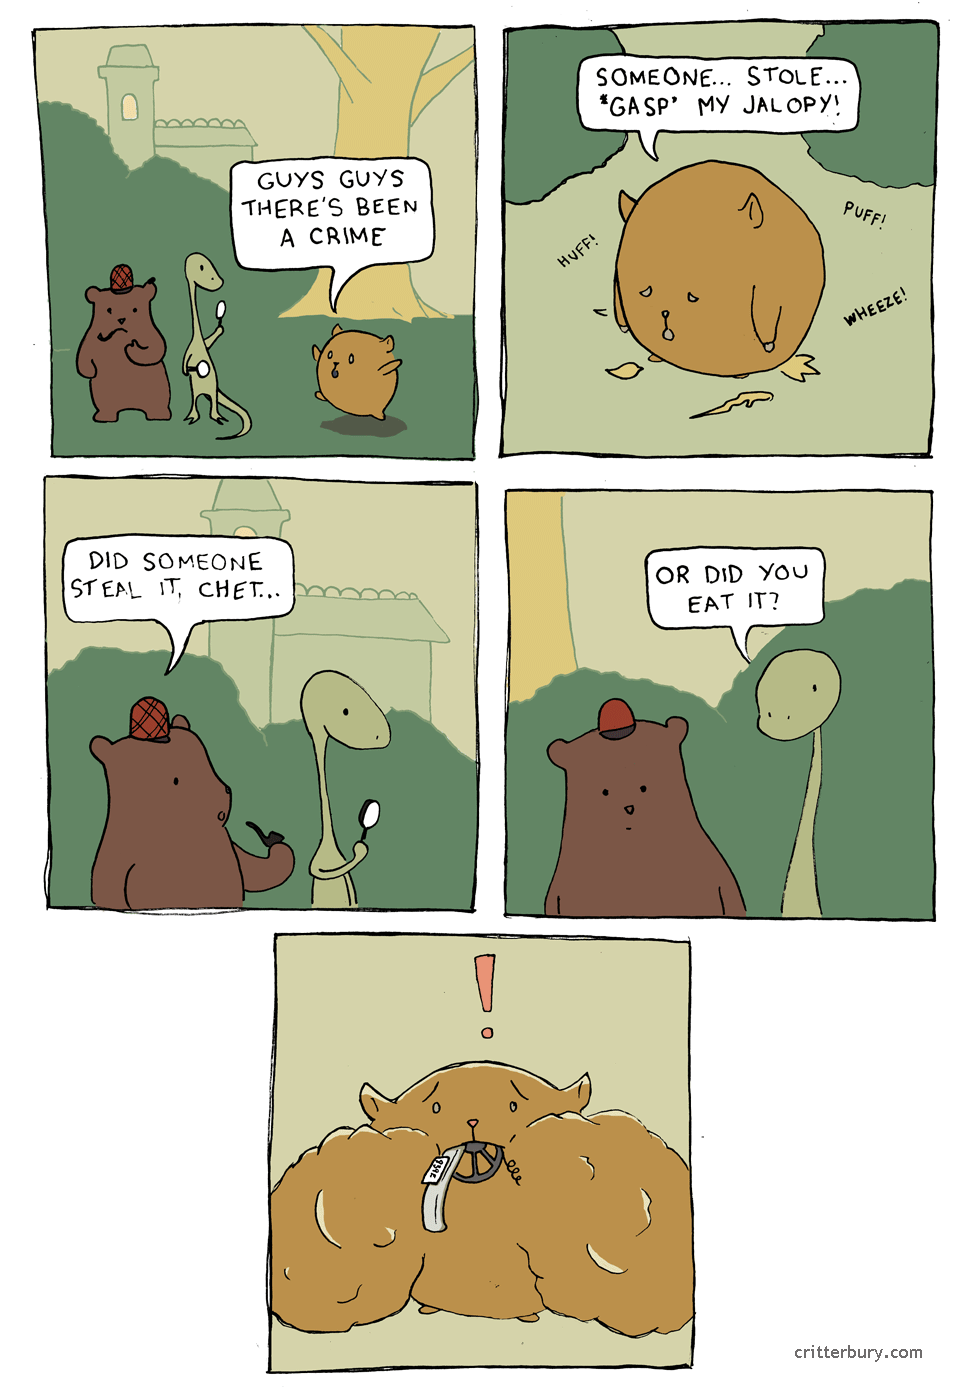 GUYS GUYS
THERE'S BEEN
A CRIME
SOMEONE... STOLE...
*GASP* MY JALOPY!
HUFF!
PUFF!
WHEEZE!
DID SOMEONE
STEAL IT, CHET...
OR DID YOU
EAT IT?
!
critterbury.com